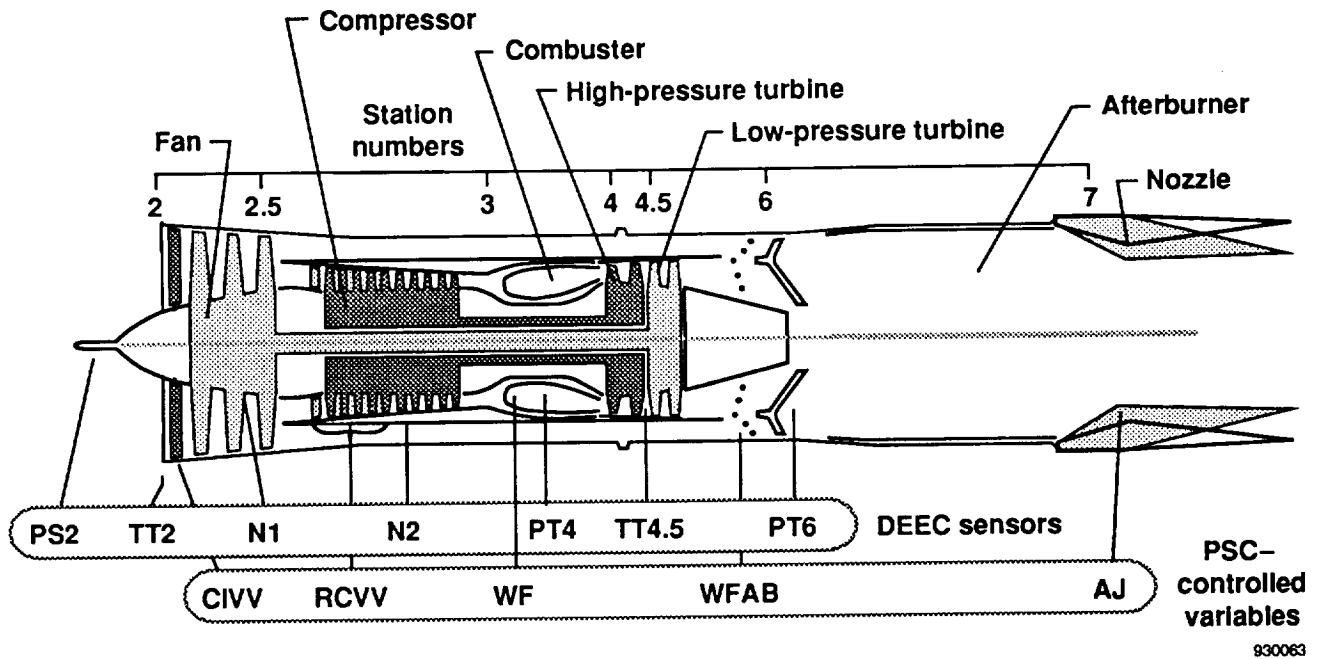 Compressor
Combuster
High-pressure turbine
Station
numbers
Low-pressure turbine
Afterburner
Fan
Nozzle
2 2.5 3 4 4.5 6 7
PS2 TT2 N1 N2 PT4 TT4.5 PT6 DEEC sensors
CIVV RCVV WF WFAB AJ
PSC–
controlled
variables
930063